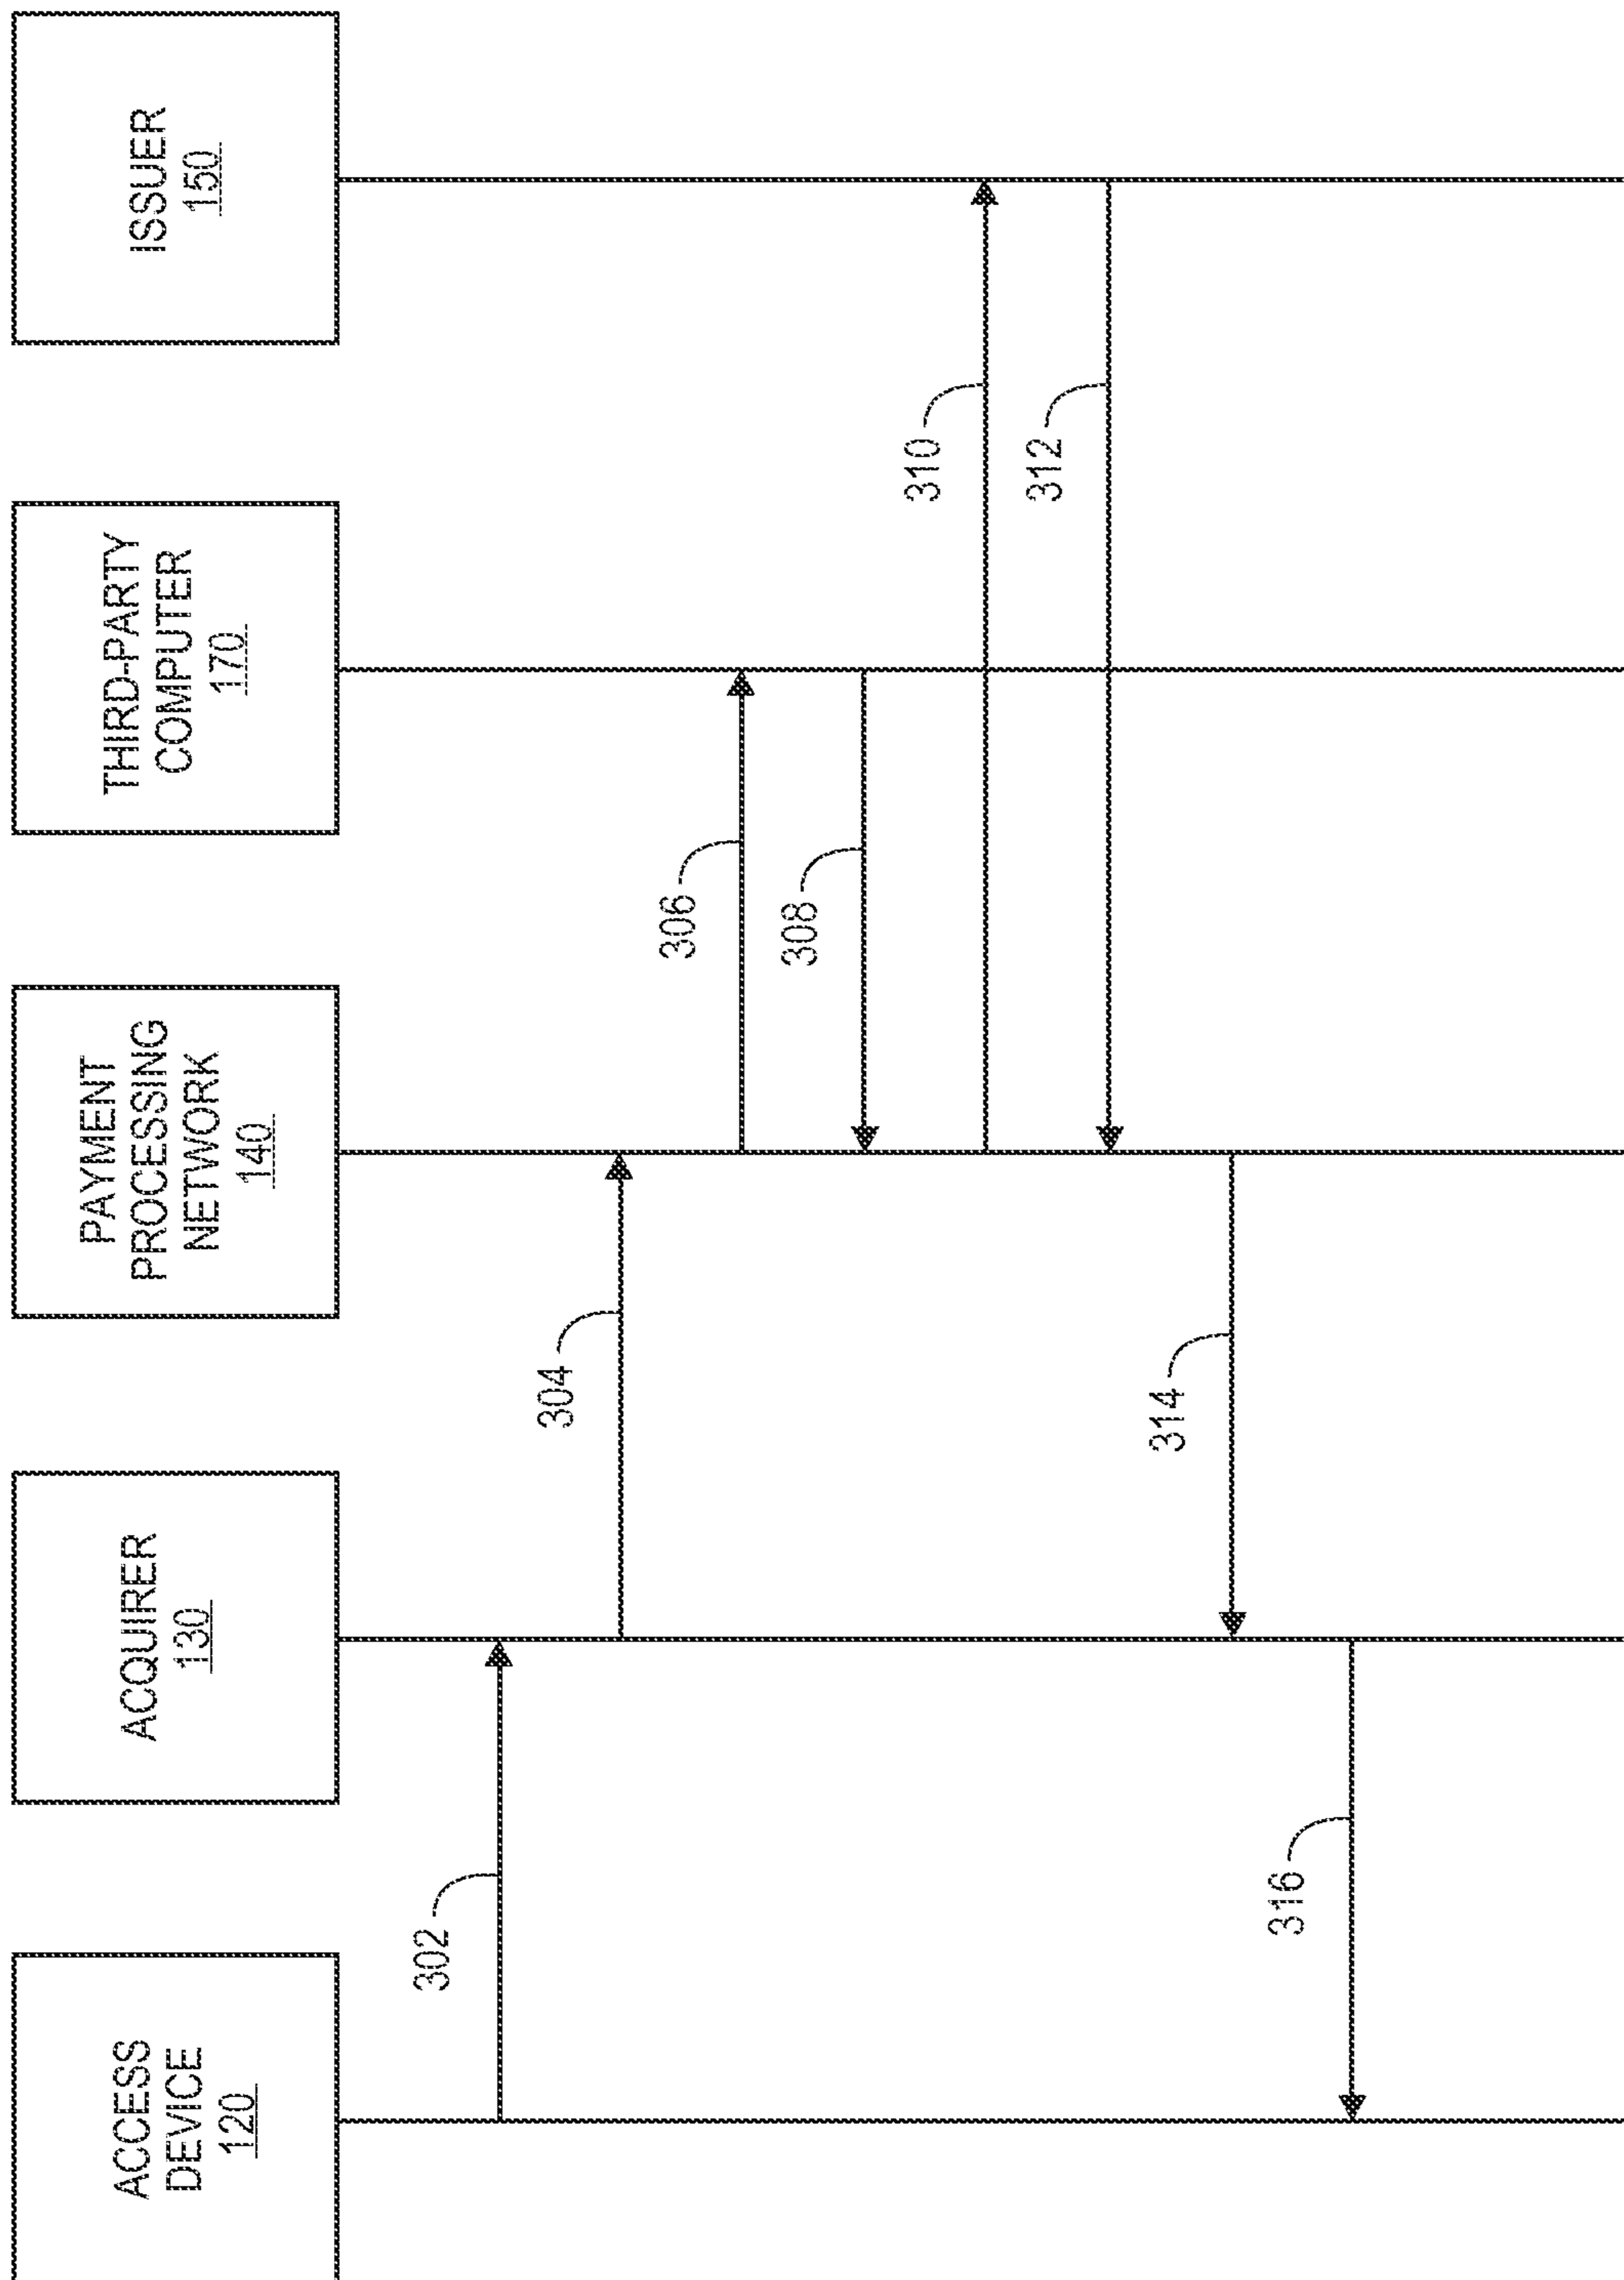 ACCESS
DEVICE
120
ACQUIRER
130
PAYMENT
PROCESSING
NETWORK
140
THIRD-PARTY
COMPUTER
170
ISSUER
150
302
304
306
308
310
312
314
316